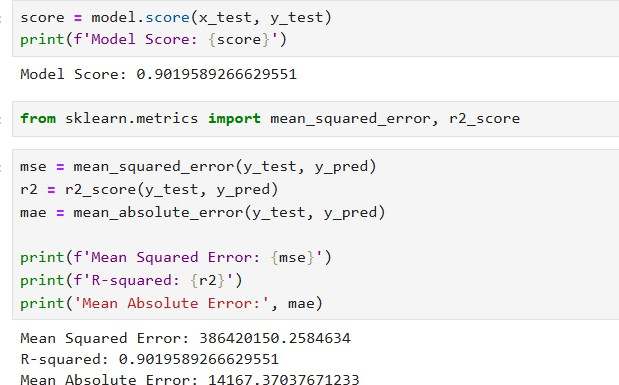 score = model.score(x_test, y_test)
print(f'Model Score: {score}')
Model Score: 0.9019589266629551
from sklearn.metrics import mean_squared_error, r2_score
mse = mean_squared_error(y_test, y_pred)
r2 = r2_score(y_test, y_pred)
mae = mean_absolute_error(y_test, y_pred)
print(f'Mean Squared Error: {mse}')
print(f'R-squared: {r2}')
print('Mean Absolute Error:', mae)
Mean Squared Error: 386420150.2584634
R-squared: 0.9019589266629551
Mean Absolute Error: 14167.37037671233